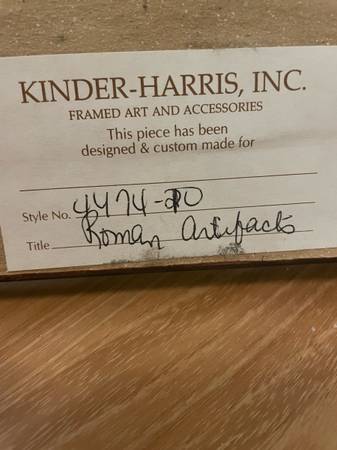 KINDER-HARRIS, INC.
FRAMED ART AND ACCESSORIES
This piece has been
designed & custom made for
Style No. 4474-20
Title Roman Artifacts